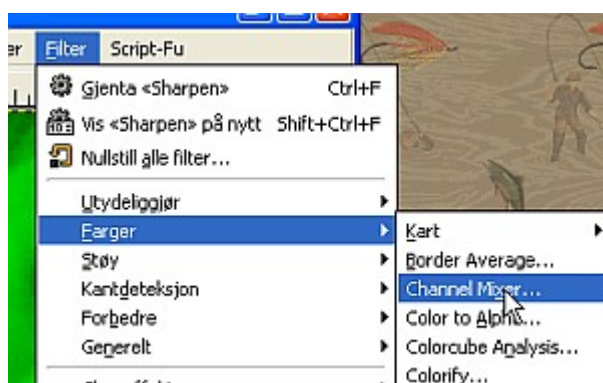 Filter Script-Fu
Gjenta «Sharpen» Ctrl+F
Vis «Sharpen» på nytt Shift+Ctrl+F
Nullstill alle filter...
Utydeliggjør
Farger
Støy
Kantdeteksjon
Forbedre
Generelt
Kart
Border Average...
Channel Mixer...
Color to Alpha...
Colorcube Analysis...
Colorify...